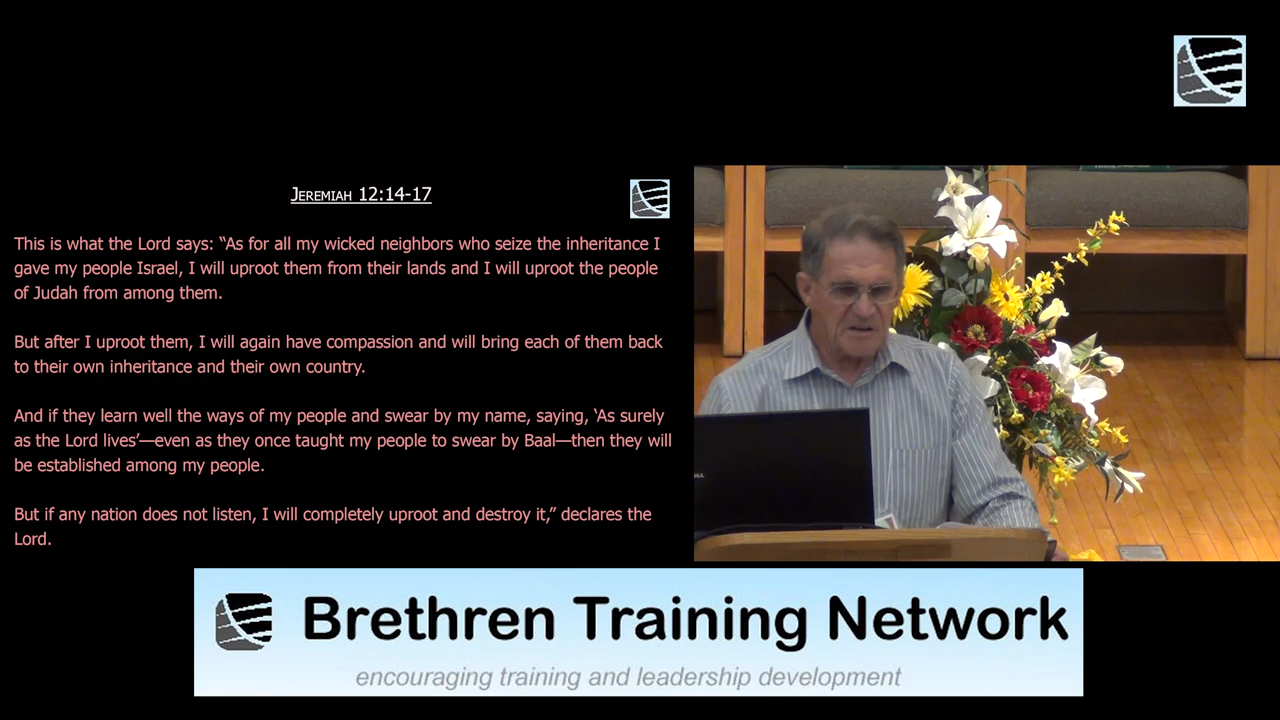 JEREMIAH 12:14-17
This is what the Lord says: “As for all my wicked neighbors who seize the inheritance I
gave my people Israel, I will uproot them from their lands and I will uproot the people
of Judah from among them.
But after I uproot them, I will again have compassion and will bring each of them back
to their own inheritance and their own country.
And if they learn well the ways of my people and swear by my name, saying, ‘As surely
as the Lord lives’—even as they once taught my people to swear by Baal—then they will
be established among my people.
But if any nation does not listen, I will completely uproot and destroy it,” declares the
Lord.
Brethren Training Network
encouraging training and leadership development